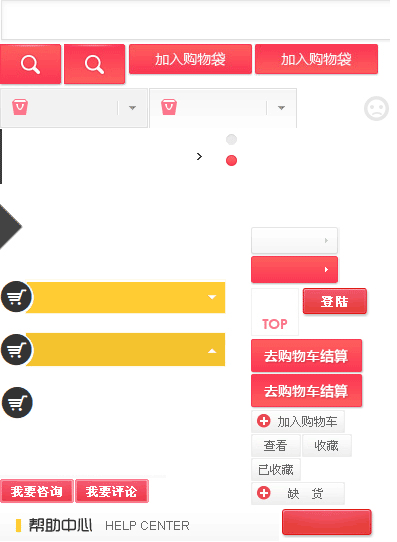 加入购物袋 加入购物袋
登陆
TOP
去购物车结算
去购物车结算
加入购物车
查看 收藏
已收藏
我要咨询 我要评论
缺 货
帮助中心 HELP CENTER